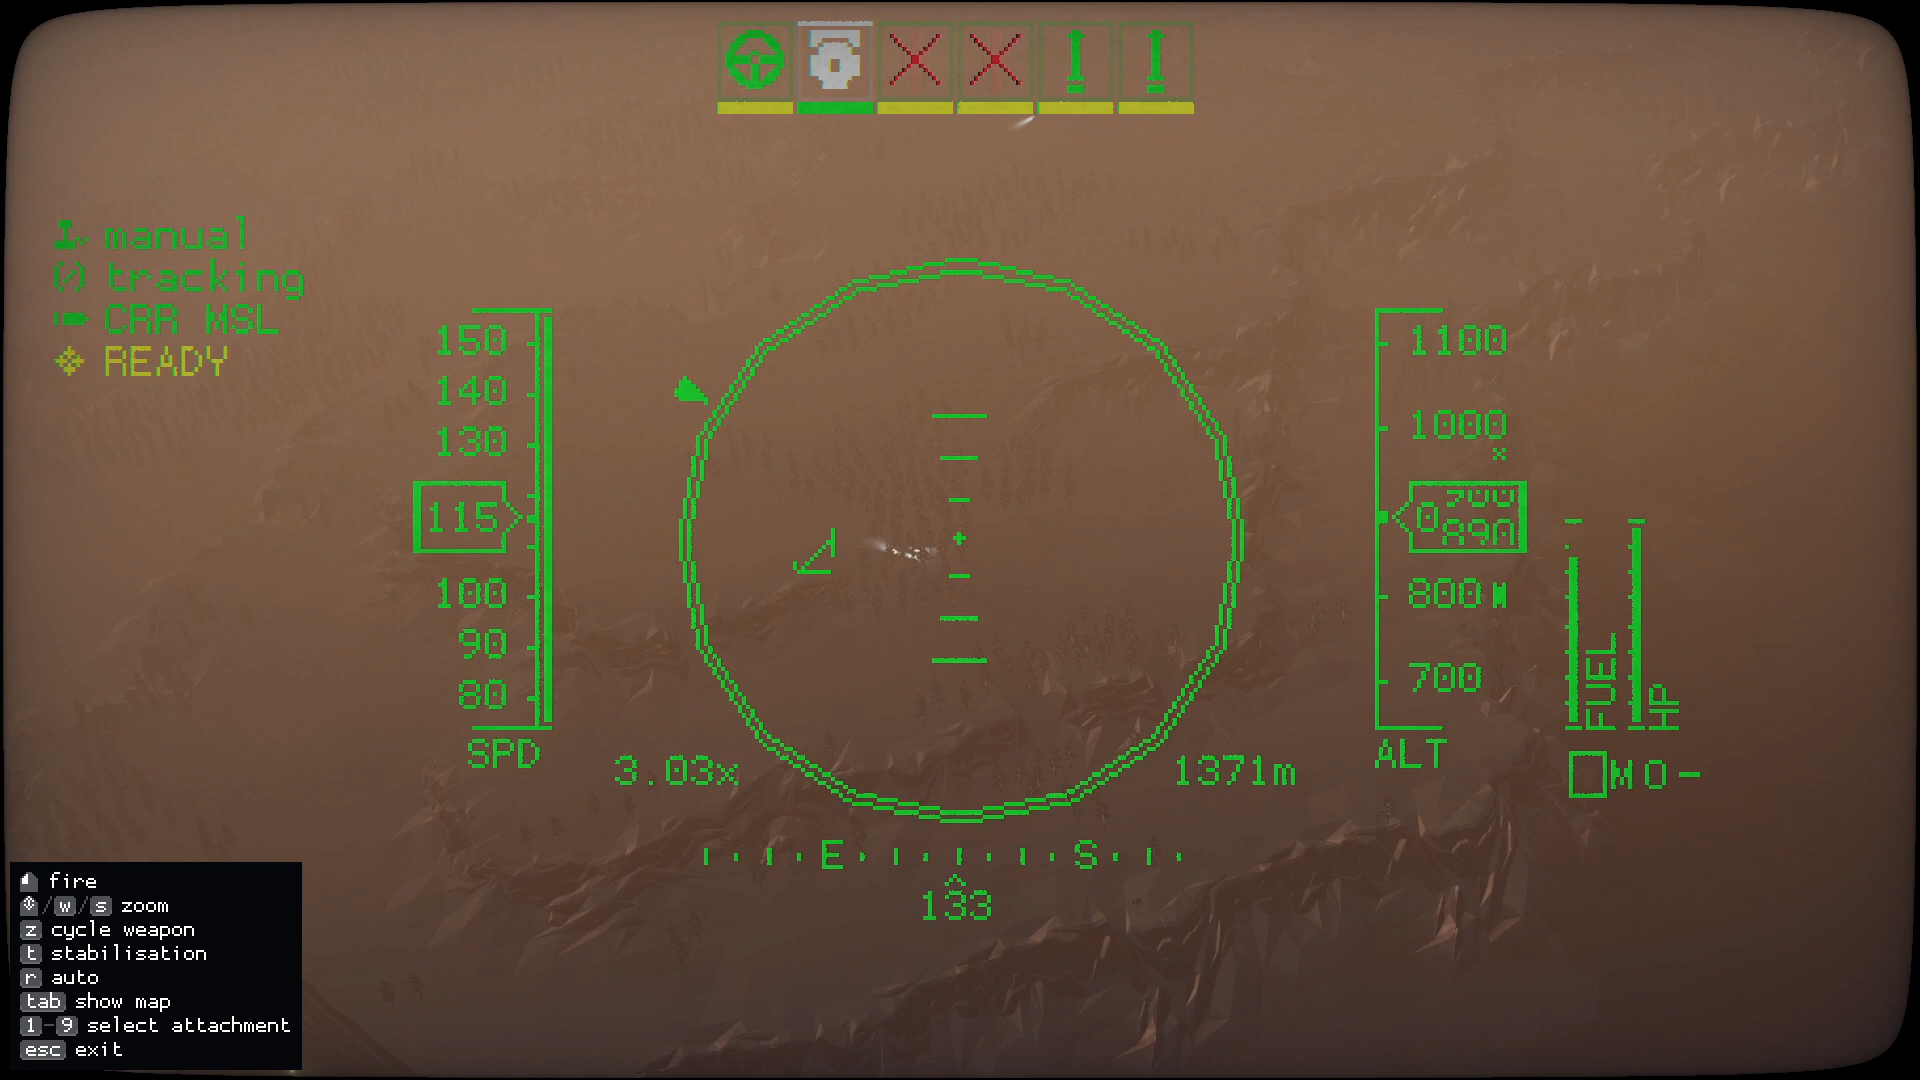 manual
tracking
CRR MSL
READY
150
140
130
115
100
90
80
SPD
3.03x
1100
1000
x
0
800 M
700
ALT
1371m
FUEL
HP
M 0 -
E S
133
fire
/ w / s zoom
z cycle weapon
t stabilisation
r auto
tab show map
1 - 9 select attachment
esc exit